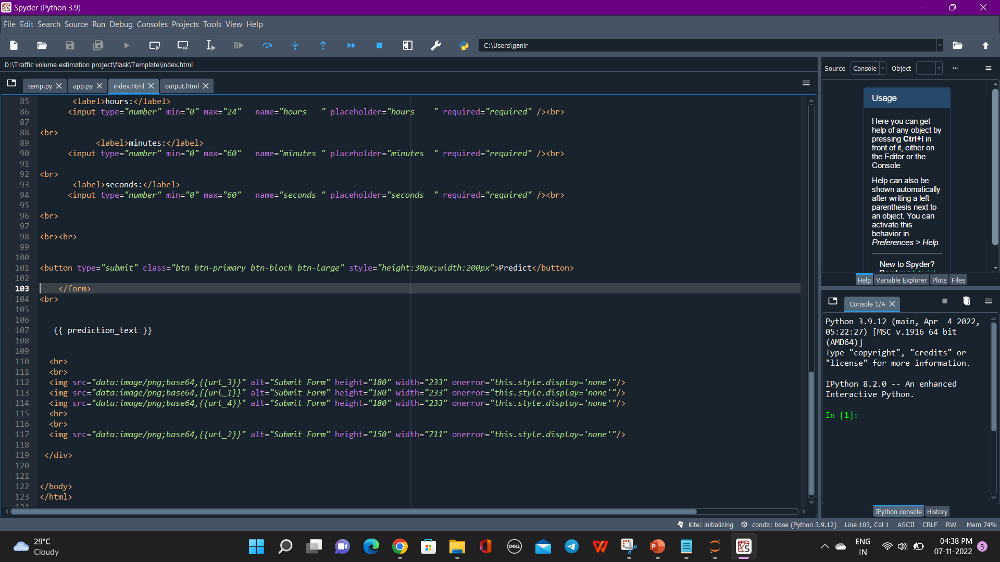 Spyder (Python 3.9)
File Edit Search Source Run Debug Consoles Projects Tools View Help
C:\Users\ganir
D:\Traffic volume estimation project\flask\Template\index.html
temp.py app.py index.html output.html
85 <label>hours:</label>
86 <input type="number" min="0" max="24"   name="hours   " placeholder="hours    " required="required" /><br>
87
88 <br>
89 <label>minutes:</label>
90 <input type="number" min="0" max="60"   name="minutes " placeholder="minutes  " required="required" /><br>
91
92 <br>
93 <label>seconds:</label>
94 <input type="number" min="0" max="60"   name="seconds " placeholder="seconds  " required="required" /><br>
95
96 <br>
97
98 <br><br>
99
100
101 <button type="submit" class="btn btn-primary btn-block btn-large" style="height:30px;width:200px">Predict</button>
102
103 </form>
104 <br>
105
106
107 {{ prediction_text }}
108
109
110 <br>
111 <br>
112 <img src="data:image/png;base64,{{url_3}}" alt="Submit Form" height="180" width="233" onerror="this.style.display='none'"/>
113 <img src="data:image/png;base64,{{url_1}}" alt="Submit Form" height="180" width="233" onerror="this.style.display='none'"/>
114 <img src="data:image/png;base64,{{url_4}}" alt="Submit Form" height="180" width="233" onerror="this.style.display='none'"/>
115 <br>
116 <br>
117 <img src="data:image/png;base64,{{url_2}}" alt="Submit Form" height="150" width="711" onerror="this.style.display='none'"/>
118
119 </div>
120
121
122 </body>
123 </html>
124
Source Console Object
Usage
Here you can get
help of any object by
pressing Ctrl+I in
front of it, either on
the Editor or the
Console.
Help can also be
shown automatically
after writing a left
parenthesis next to
an object. You can
activate this
behavior in
Preferences > Help.
New to Spyder?
Read our tutorial
Help Variable Explorer Plots Files
Console 1/A
Python 3.9.12 (main, Apr  4 2022,
05:22:27) [MSC v.1916 64 bit
(AMD64)]
Type "copyright", "credits" or
"license" for more information.
IPython 8.2.0 -- An enhanced
Interactive Python.
In [1]:
IPython console History
Kite: initializing conda: base (Python 3.9.12) Line 103, Col 1 ASCII CRLF RW Mem 74%
29°C
Cloudy
DELL
ENG
IN
04:38 PM
07-11-2022
3